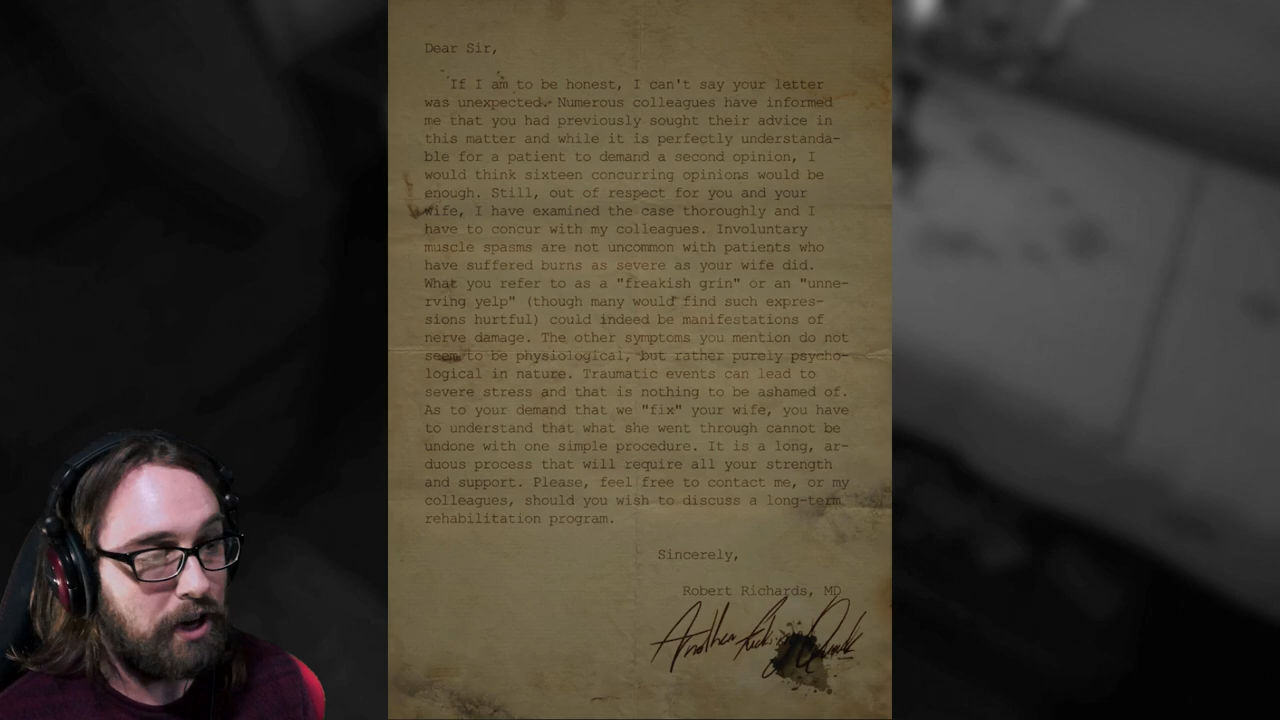 Dear Sir,
If I am to be honest, I can't say your letter
was unexpected. Numerous colleagues have informed
me that you had previously sought their advice in
this matter and while it is perfectly understanda-
ble for a patient to demand a second opinion, I
would think sixteen concurring opinions would be
enough. Still, out of respect for you and your
wife, I have examined the case thoroughly and I
have to concur with my colleagues. Involuntary
muscle spasms are not uncommon with patients who
have suffered burns as severe as your wife did.
What you refer to as a "freakish grin" or an "unne-
rving yelp" (though many would find such expres-
sions hurtful) could indeed be manifestations of
nerve damage. The other symptoms you mention do not
seem to be physiological, but rather purely psycho-
logical in nature. Traumatic events can lead to
severe stress and that is nothing to be ashamed of.
As to your demand that we "fix" your wife, you have
to understand that what she went through cannot be
undone with one simple procedure. It is a long, ar-
duous process that will require all your strength
and support. Please, feel free to contact me, or my
colleagues, should you wish to discuss a long-term
rehabilitation program.
Sincerely,
Robert Richards, MD
Another